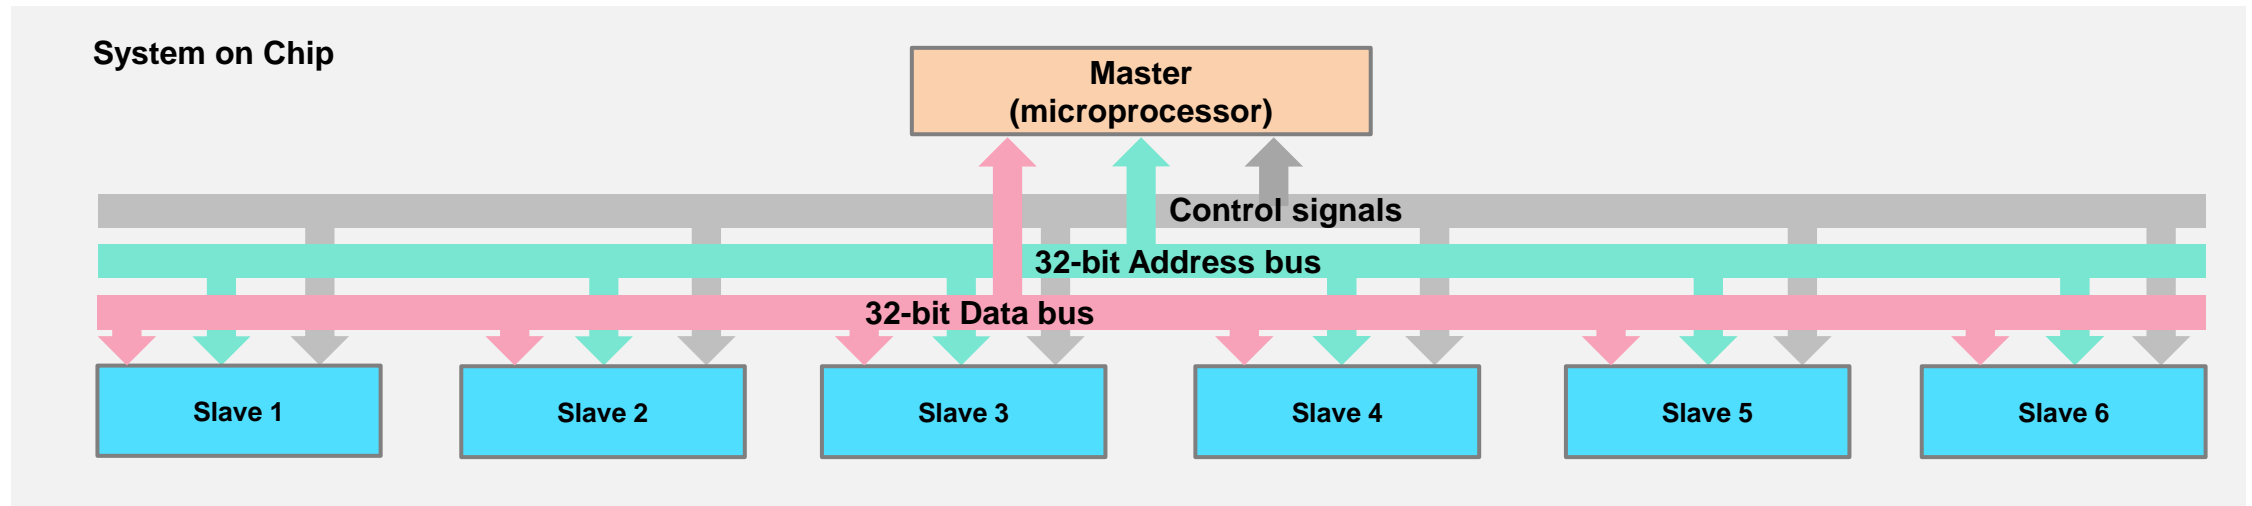 System on Chip
Master
(microprocessor)
Control signals
32-bit Address bus
32-bit Data bus
Slave 1
Slave 2
Slave 3
Slave 4
Slave 5
Slave 6